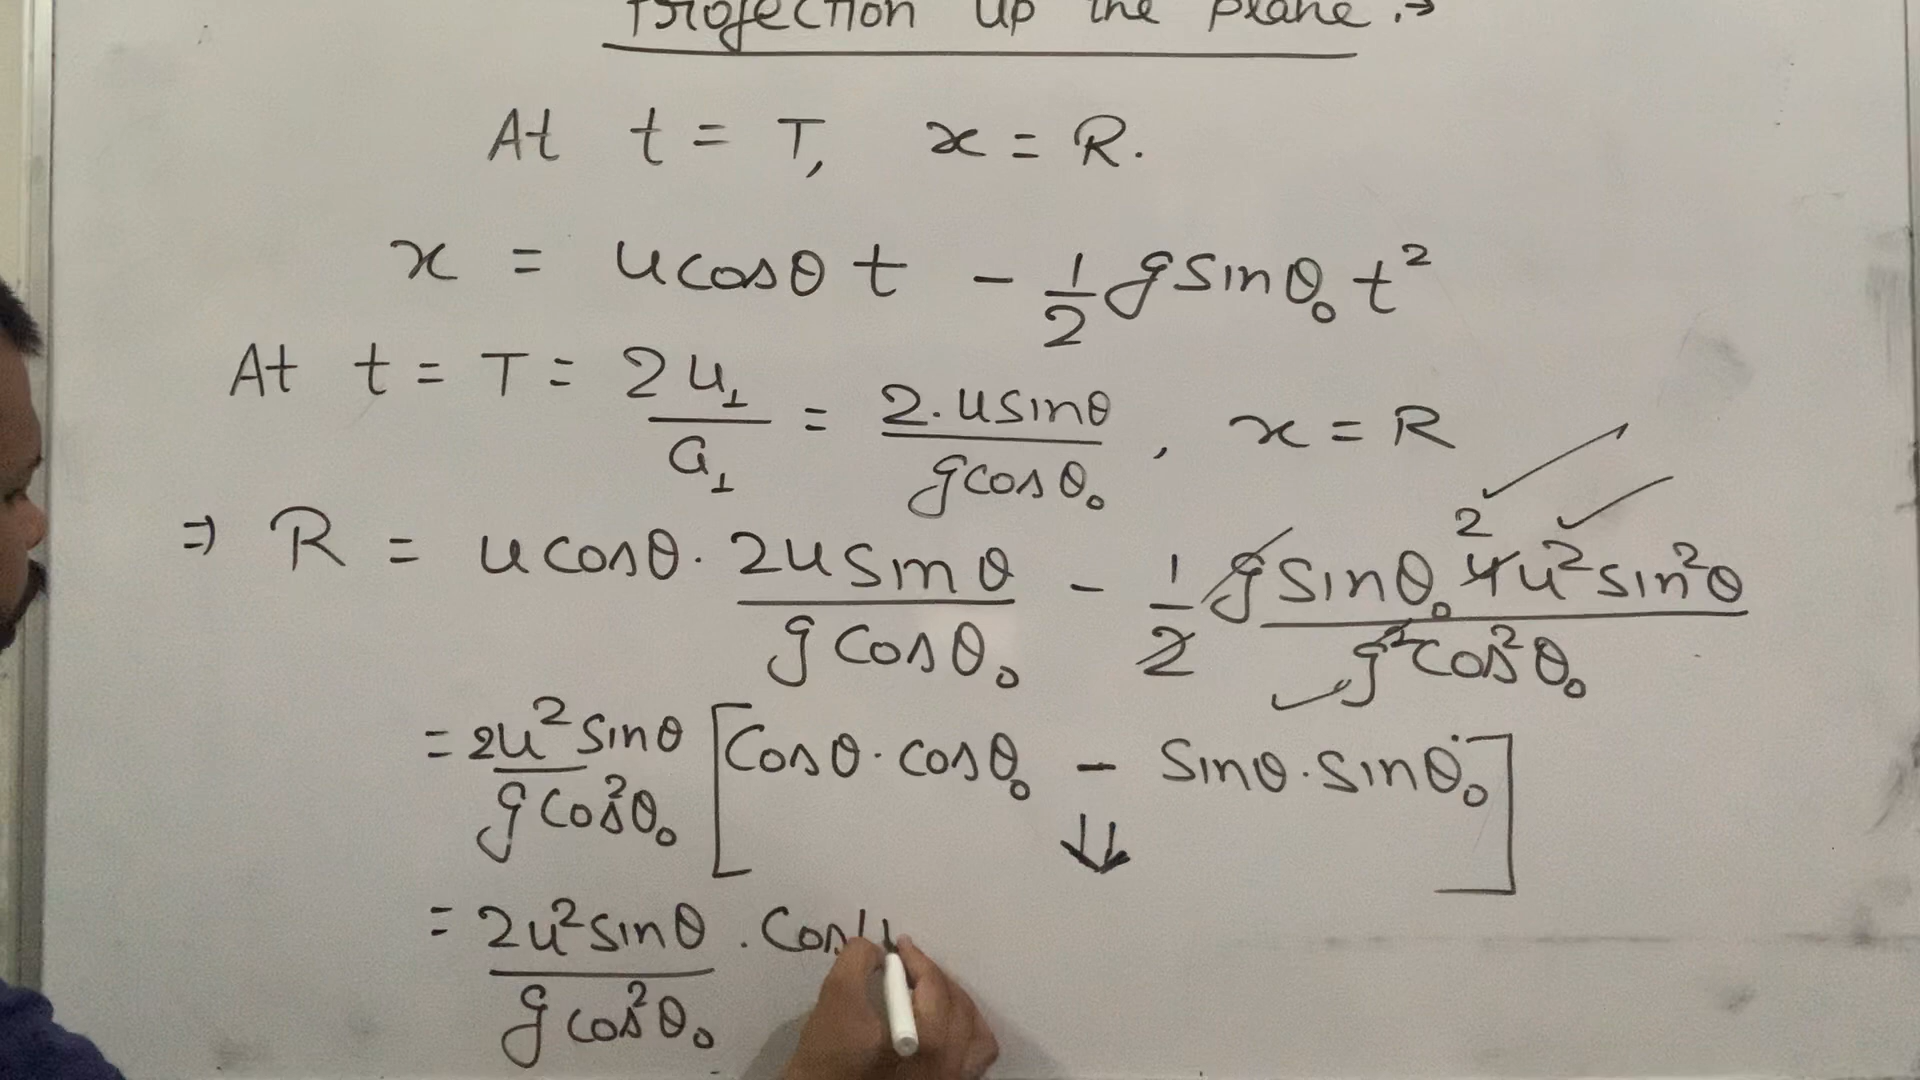 Projection up the plane :→
At t = T, x = R.
x = u cosθ t - 1/2 g sinθ₀ t²
At t = T = 2u⊥/a⊥ = 2.u sinθ/g cosθ₀ , x = R
⇒ R = u cosθ . 2u sinθ/g cosθ₀ - 1/2 g sinθ₀ 4u² sin²θ/g² cos²θ₀ 2
= 2u² sinθ/g cos²θ₀ [cosθ . cosθ₀ - sinθ . sinθ₀]
= 2u² sinθ/g cos²θ₀ . cos